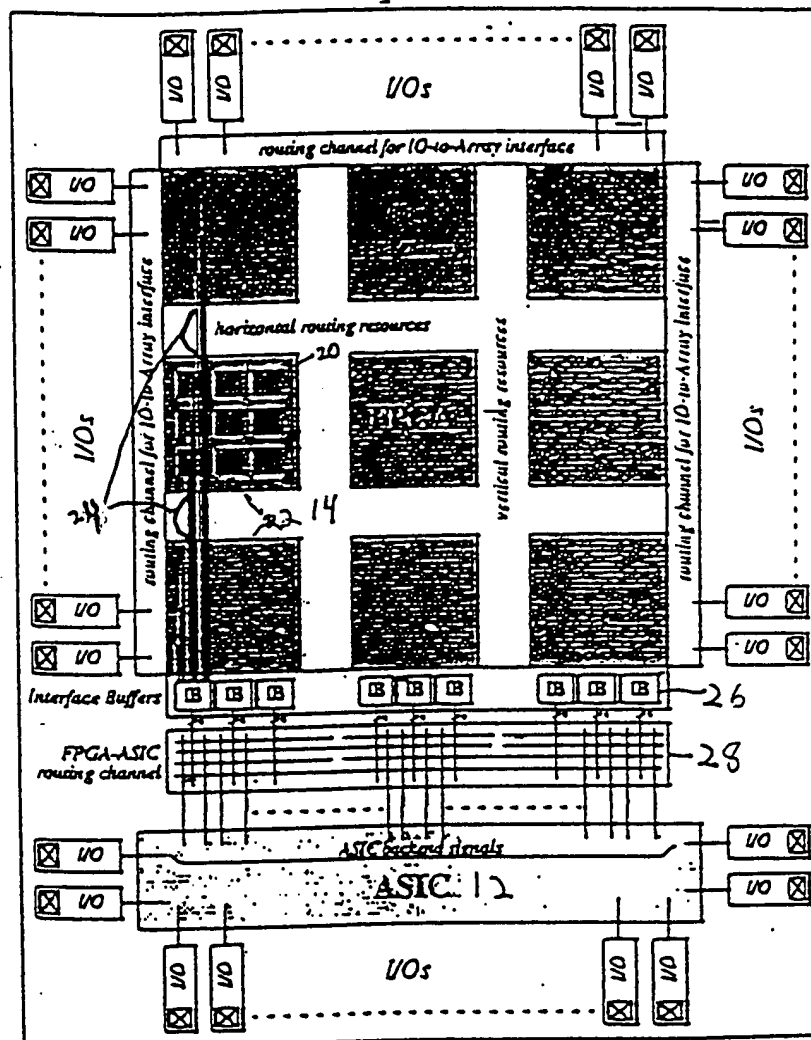 I/O I/O I/O I/O
I/Os
routing channel for IO-to-Array interface
I/O
I/O
I/O
I/O
routing channel for IO-to-Array interface
routing channel for IO-to-Array interface
horizontal routing resources
20
vertical routing resources
FPGA
I/Os
I/Os
24
22 14
I/O
I/O
I/O
I/O
Interface Buffers
IB IB IB IB IB IB IB IB IB
26
FPGA-ASIC
routing channel
28
ASIC backend signals
ASIC 12
I/O
I/O
I/O
I/O
I/O I/O I/O I/O
I/Os